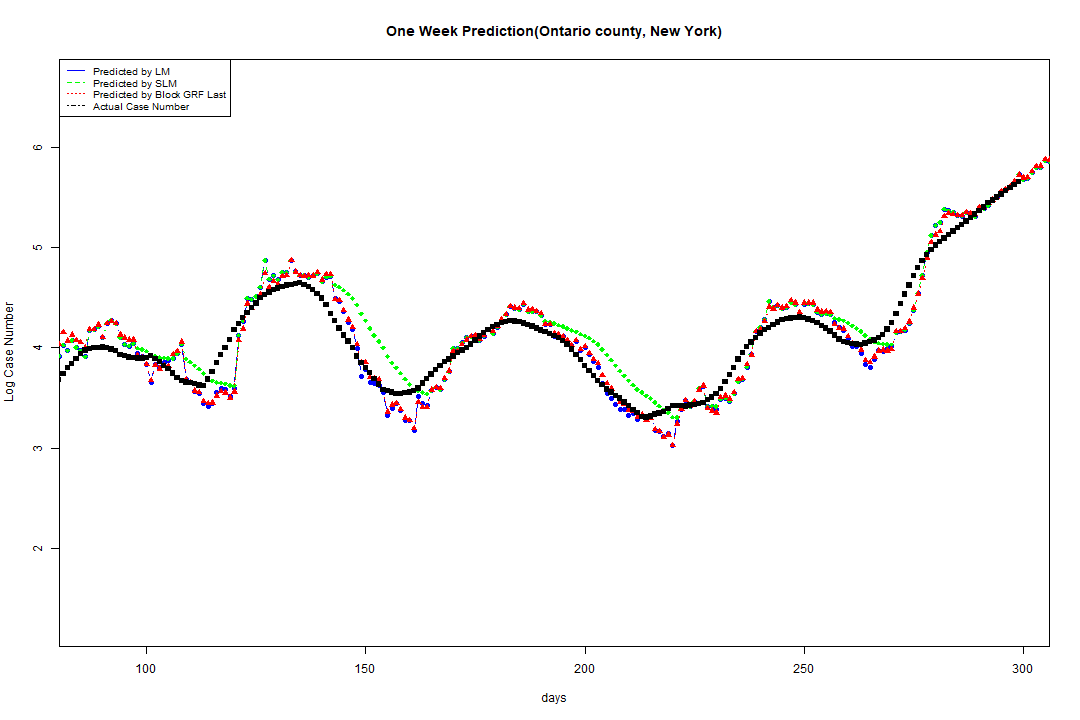 One Week Prediction(Ontario county, New York)
Predicted by LM
Predicted by SLM
Predicted by Block GRF Last
Actual Case Number
Log Case Number
6
5
4
3
2
100 150 200 250 300
days